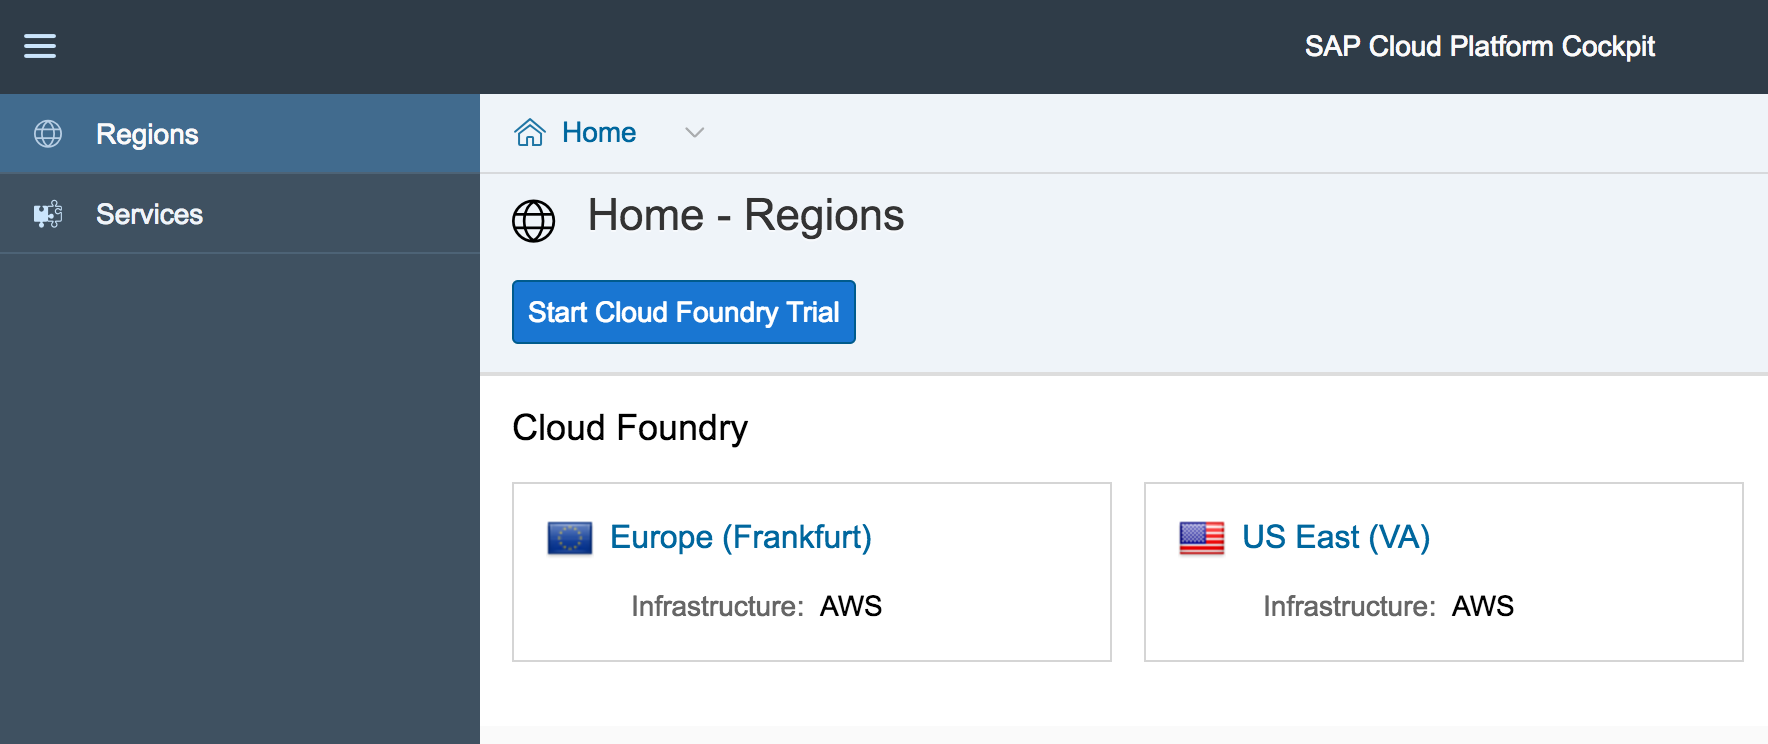 SAP Cloud Platform Cockpit
Regions
Services
Home
Home - Regions
Start Cloud Foundry Trial
Cloud Foundry
Europe (Frankfurt)
Infrastructure: AWS
US East (VA)
Infrastructure: AWS